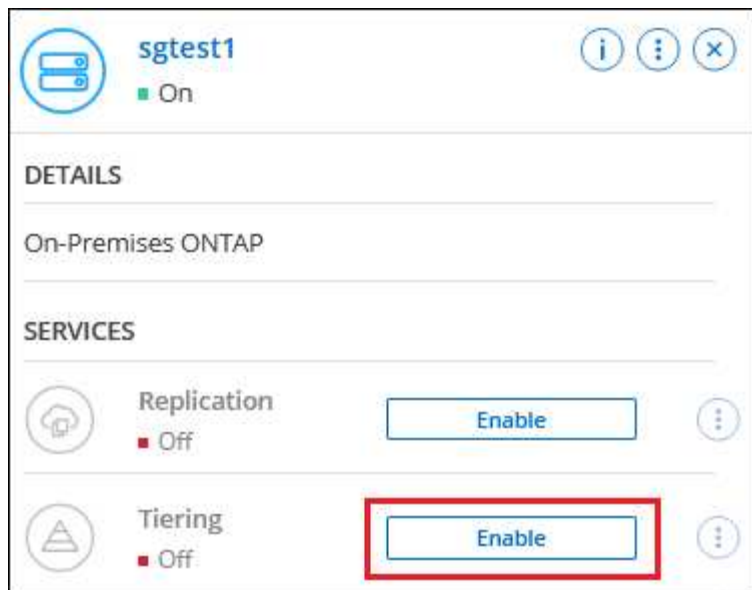 sgtest1
On
DETAILS
On-Premises ONTAP
SERVICES
Replication
Off
Enable
Tiering
Off
Enable